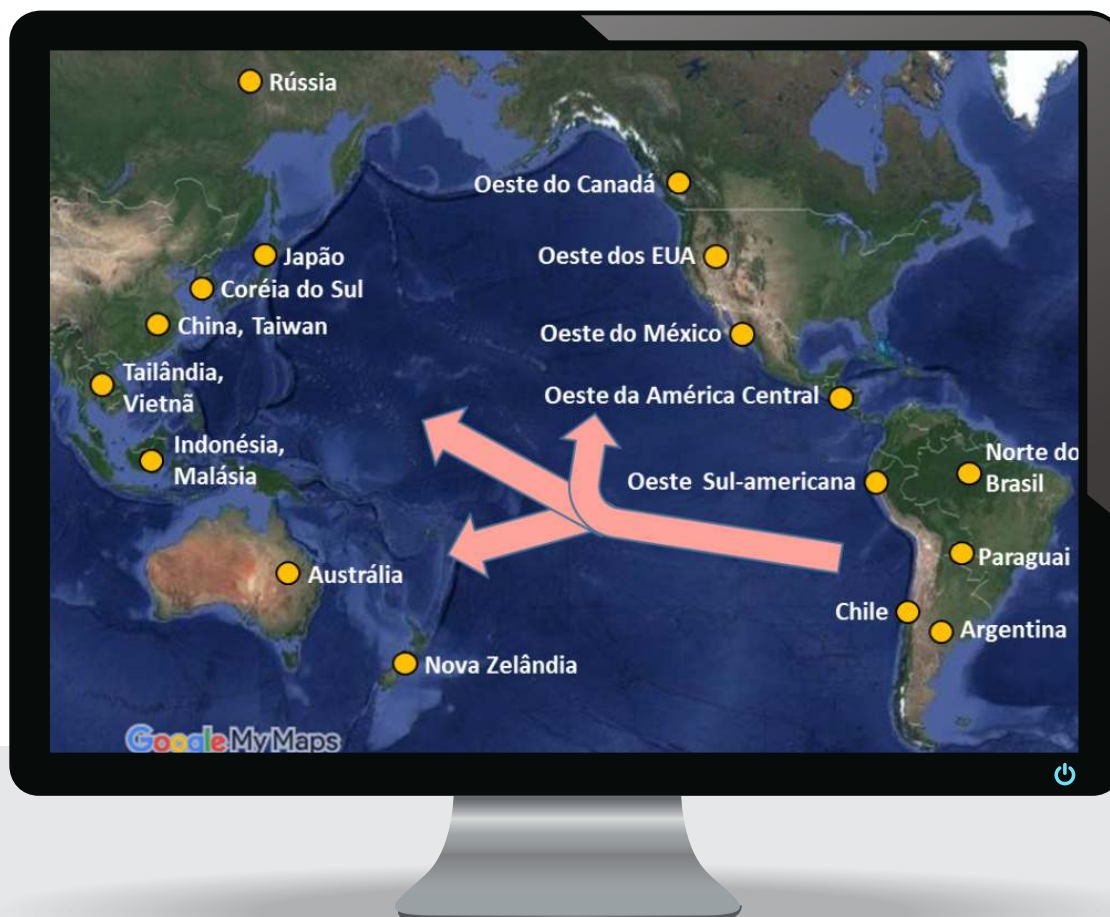 Rússia
Oeste do Canadá
Oeste dos EUA
Japão
Coréia do Sul
China, Taiwan
Oeste do México
Tailândia,
Vietnã
Oeste da América Central
Indonésia,
Malásia
Oeste Sul-americana
Norte do
Brasil
Austrália
Paraguai
Chile
Argentina
Nova Zelândia
Google My Maps